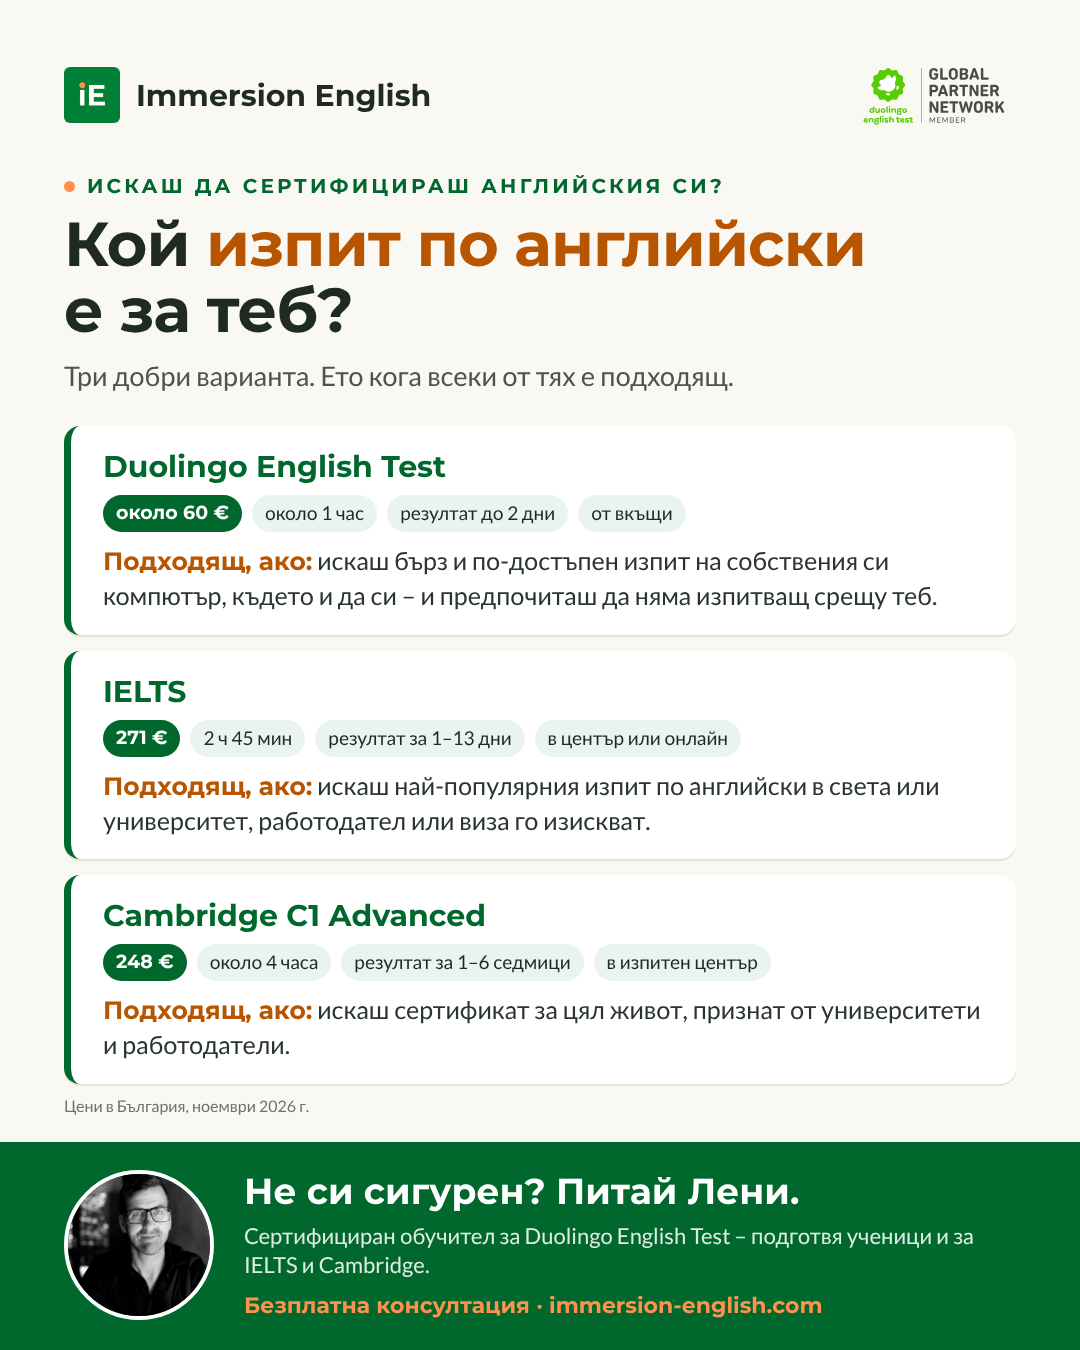 iE Immersion English
duolingo
english test
GLOBAL
PARTNER
NETWORK
MEMBER
ИСКАШ ДА СЕРТИФИЦИРАШ АНГЛИЙСКИЯ СИ?
Кой изпит по английски
е за теб?
Три добри варианта. Ето кога всеки от тях е подходящ.
Duolingo English Test
около 60 € около 1 час резултат до 2 дни от вкъщи
Подходящ, ако: искаш бърз и по-достъпен изпит на собствения си
компютър, където и да си – и предпочиташ да няма изпитващ срещу теб.
IELTS
271 € 2 ч 45 мин резултат за 1–13 дни в център или онлайн
Подходящ, ако: искаш най-популярния изпит по английски в света или
университет, работодател или виза го изискват.
Cambridge C1 Advanced
248 € около 4 часа резултат за 1–6 седмици в изпитен център
Подходящ, ако: искаш сертификат за цял живот, признат от университети
и работодатели.
Цени в България, ноември 2026 г.
Не си сигурен? Питай Лени.
Сертифициран обучител за Duolingo English Test – подготвя ученици и за
IELTS и Cambridge.
Безплатна консултация · immersion-english.com